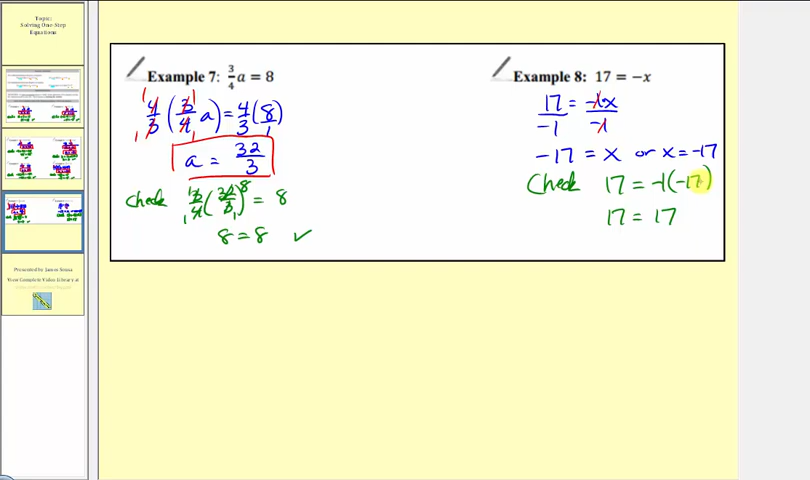 Topic:
Solving One-Step
Equations
Example 7: 3/4 a = 8
4/3 (3/4 a) = 4/3 (8/1)
a = 32/3
Check 3/4 (32/3) = 8
8 = 8 ✓
Example 8: 17 = −x
17/−1 = −1x/−1
−17 = x or x = −17
Check 17 = −1(−17)
17 = 17
Presented by James Sousa
View Complete Video Library at